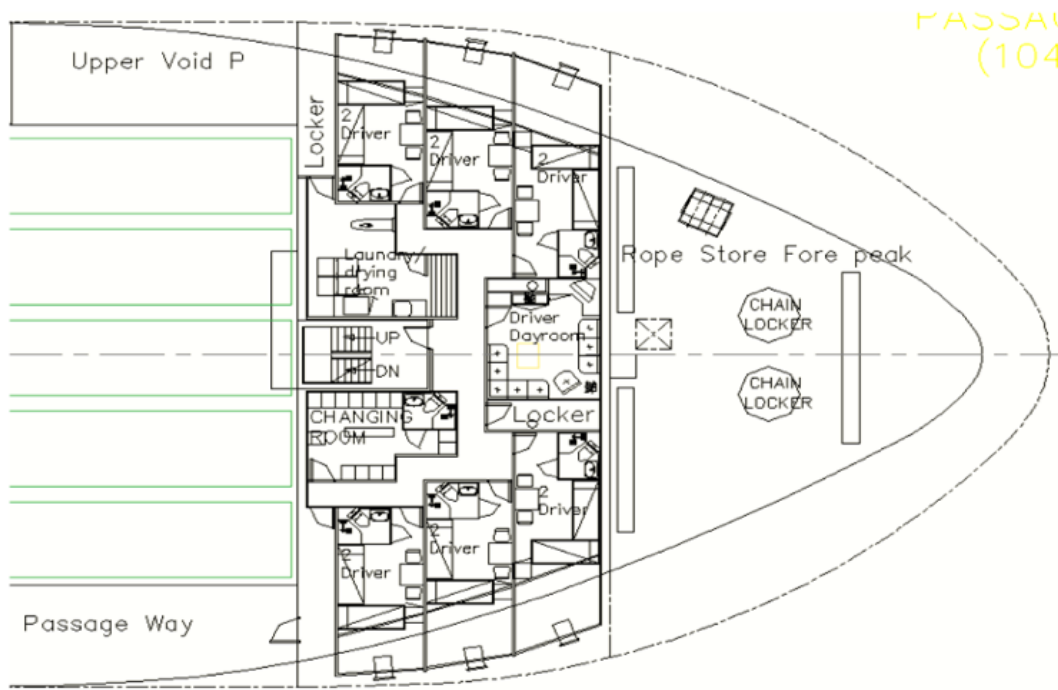 PASSA
(104
Upper Void P
Locker
2
Driver
2
Driver
2
Driver
Laundry/
drying
room
Rope Store Fore peak
Driver
Dayroom
CHAIN
LOCKER
UP
DN
CHAIN
LOCKER
CHANGING
ROOM
Locker
2
Driver
2
Driver
2
Driver
Passage Way